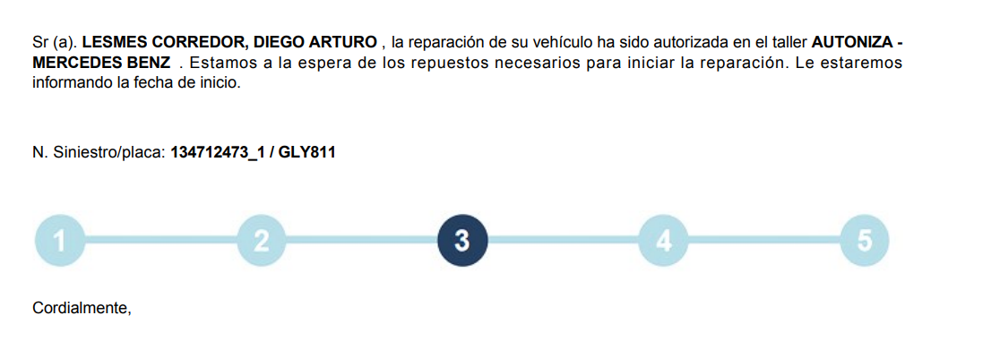 Sr (a). LESMES CORREDOR, DIEGO ARTURO , la reparación de su vehículo ha sido autorizada en el taller AUTONIZA -
MERCEDES BENZ . Estamos a la espera de los repuestos necesarios para iniciar la reparación. Le estaremos
informando la fecha de inicio.
N. Siniestro/placa: 134712473_1 / GLY811
1 2 3 4 5
Cordialmente,